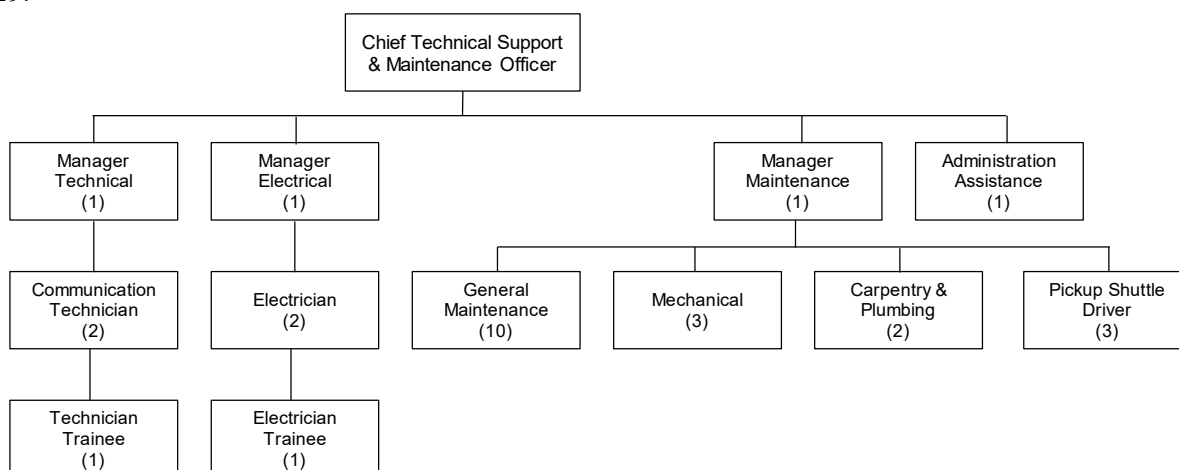 Chief Technical Support
& Maintenance Officer
Manager
Technical
(1)
Manager
Electrical
(1)
Manager
Maintenance
(1)
Administration
Assistance
(1)
Communication
Technician
(2)
Electrician
(2)
General
Maintenance
(10)
Mechanical
(3)
Carpentry &
Plumbing
(2)
Pickup Shuttle
Driver
(3)
Technician
Trainee
(1)
Electrician
Trainee
(1)